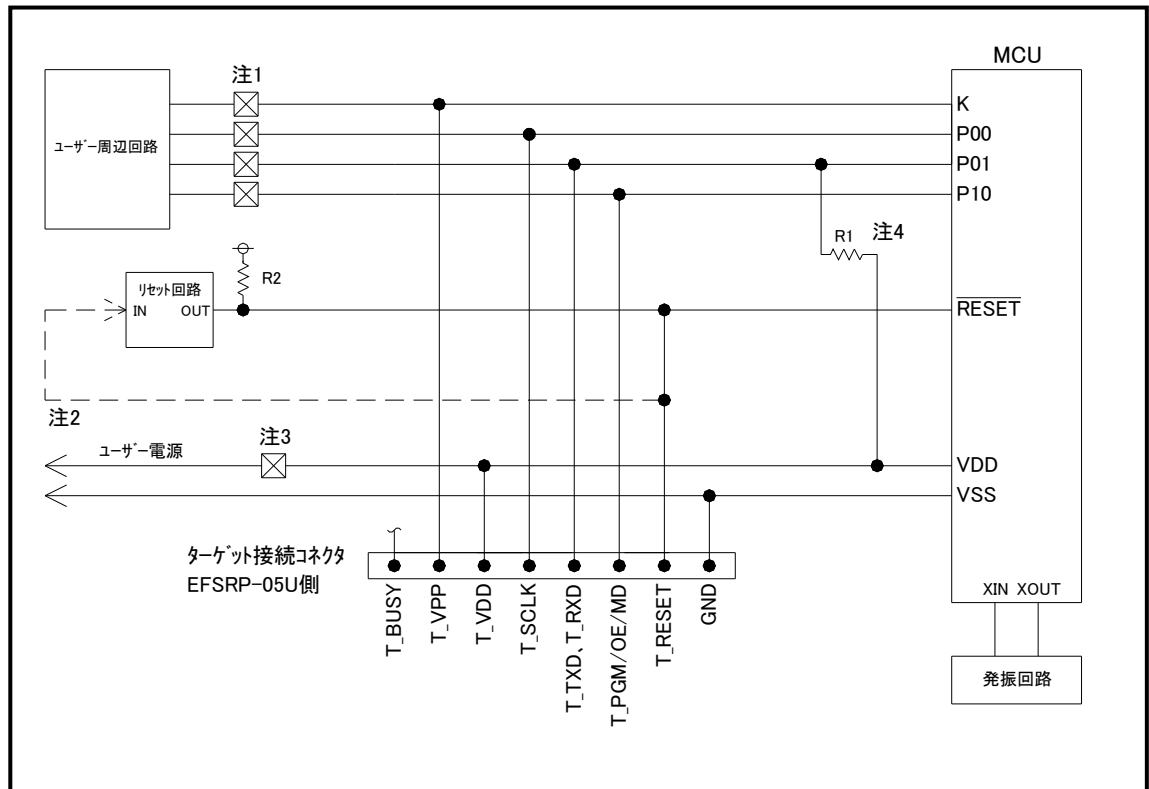 MCU
注1
K
ユーザー周辺回路
P00
P01
P10
R1
注4
R2
リセット回路
IN OUT
RESET
注2
注3
ユーザー電源
VDD
VSS
ターゲット接続コネクタ
EFSRP-05U側
T_BUSY
T_VPP
T_VDD
T_SCLK
T_TXD、T_RXD
T_PGM/OE/MD
T_RESET
GND
XIN XOUT
発振回路